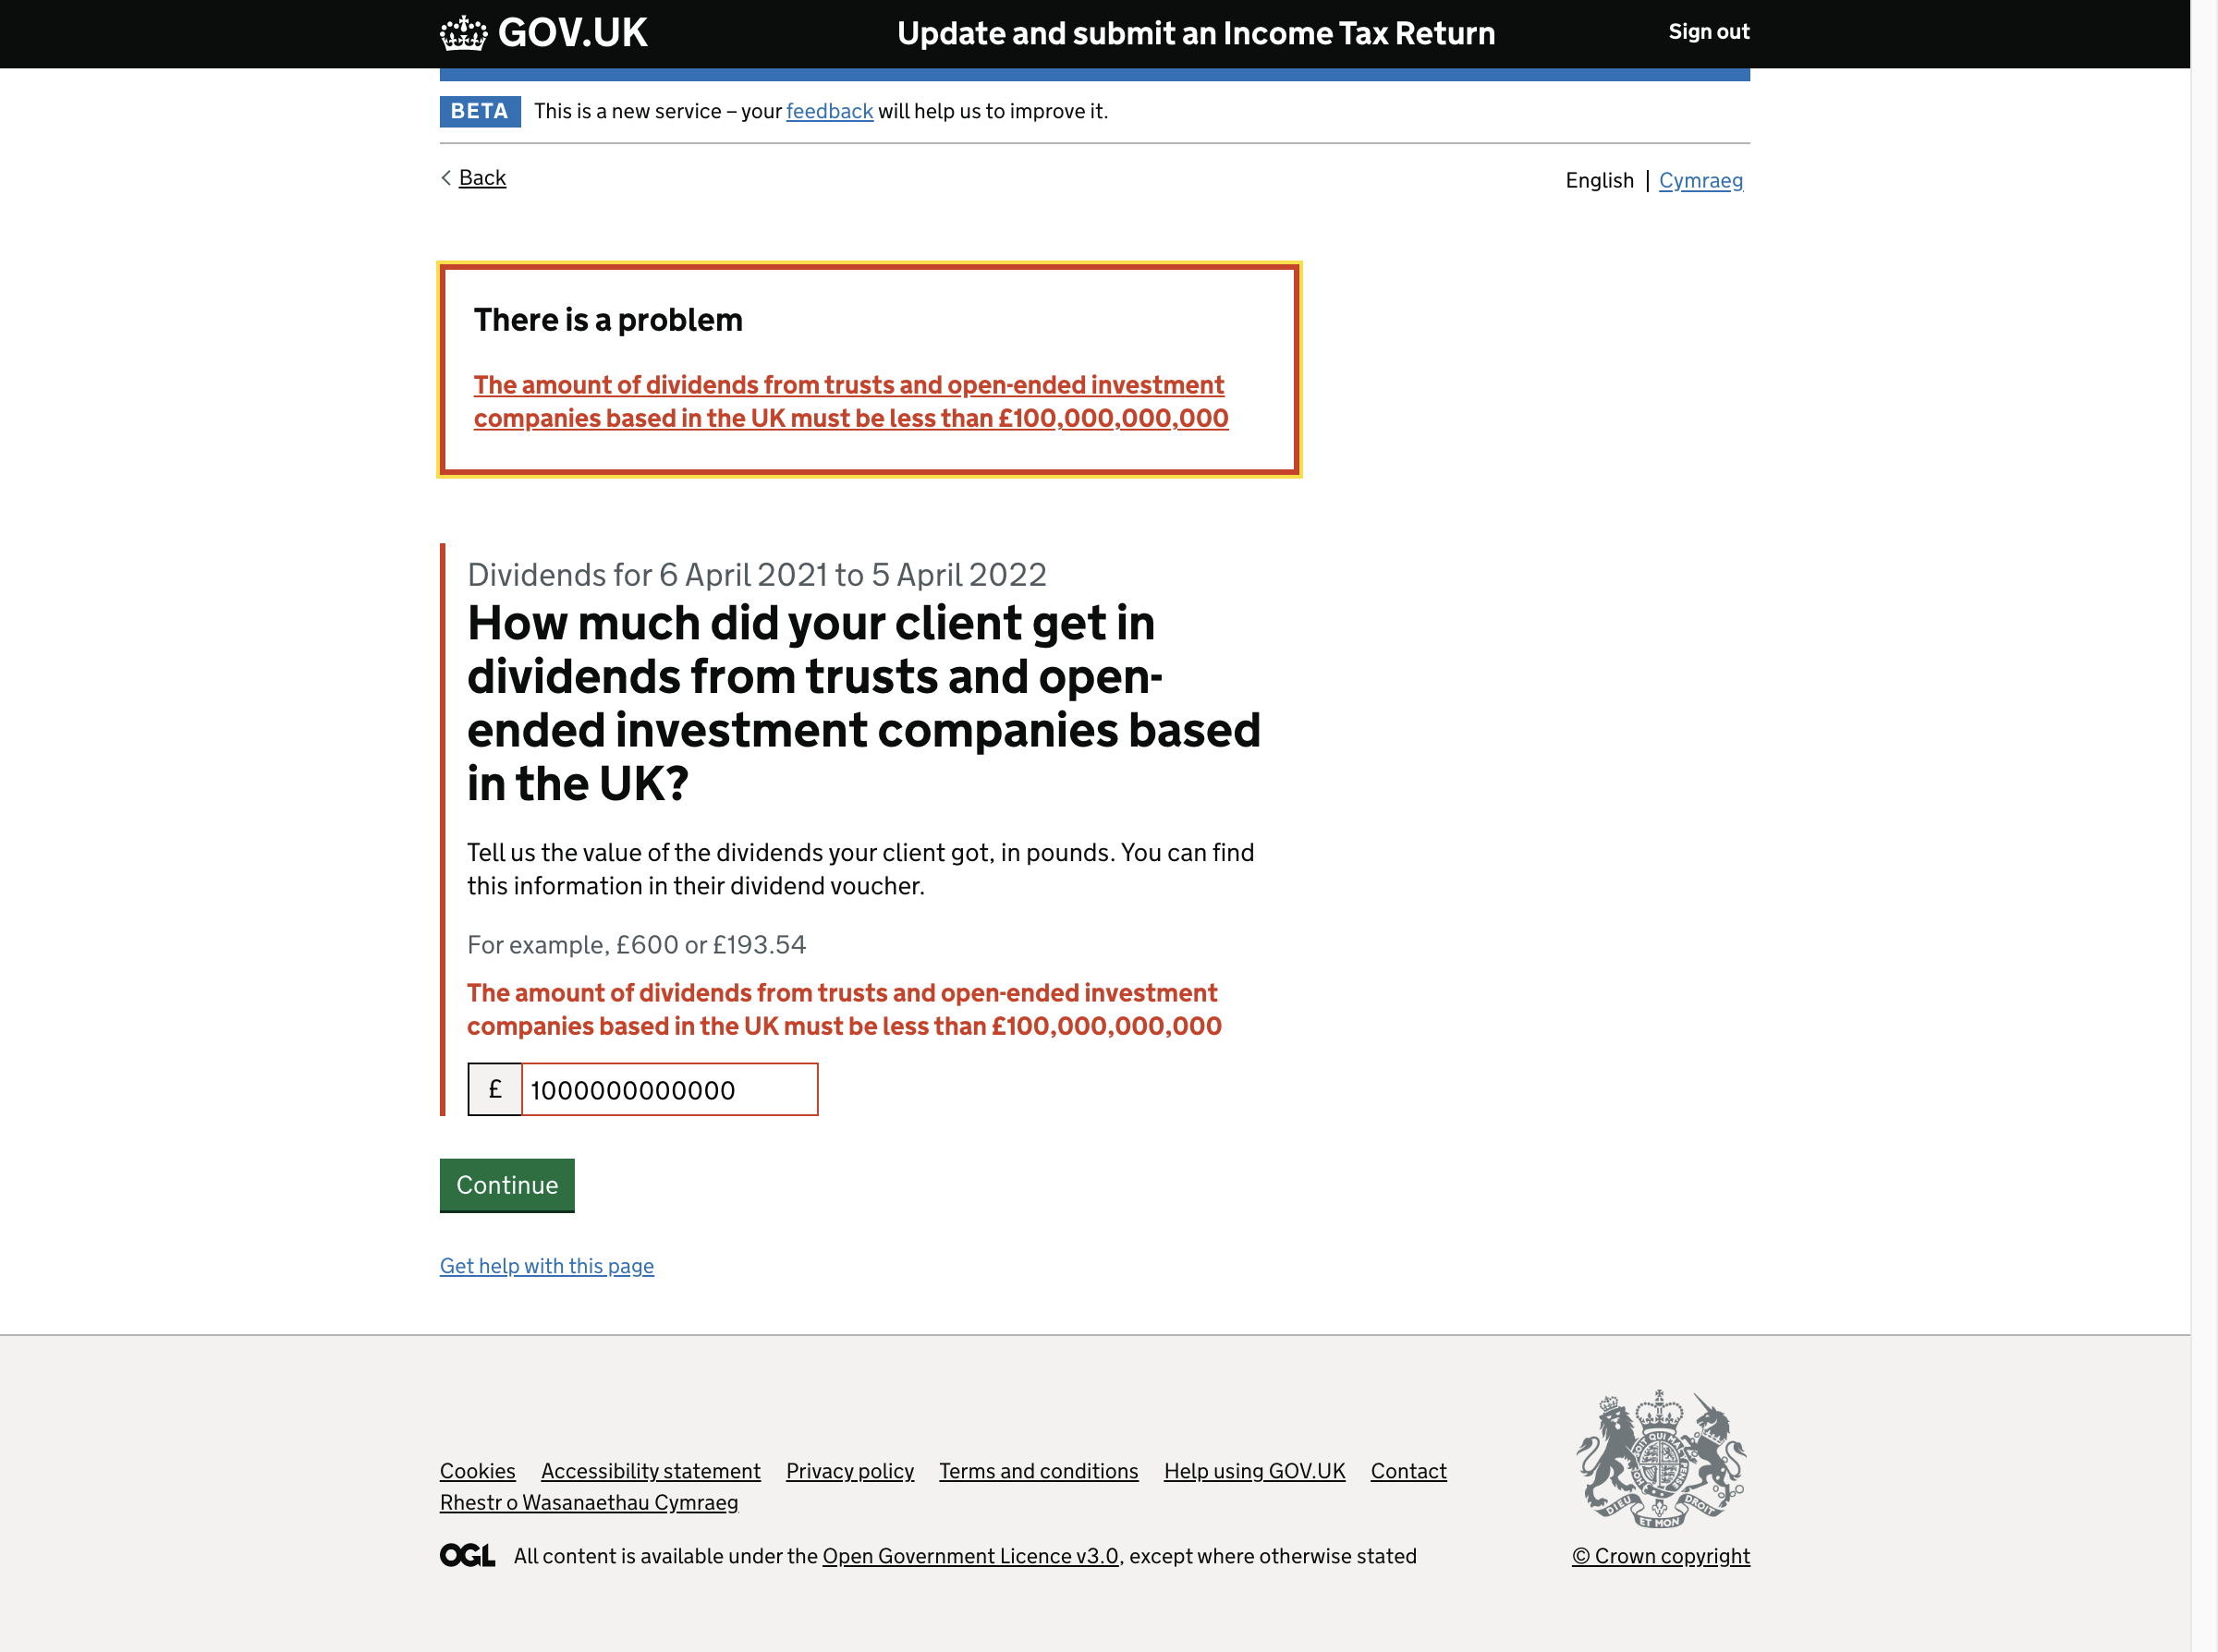 GOV.UK
Update and submit an Income Tax Return
Sign out
BETA
This is a new service – your feedback will help us to improve it.
Back
English | Cymraeg
There is a problem
The amount of dividends from trusts and open-ended investment
companies based in the UK must be less than £100,000,000,000
Dividends for 6 April 2021 to 5 April 2022
How much did your client get in
dividends from trusts and open-
ended investment companies based
in the UK?
Tell us the value of the dividends your client got, in pounds. You can find
this information in their dividend voucher.
For example, £600 or £193.54
The amount of dividends from trusts and open-ended investment
companies based in the UK must be less than £100,000,000,000
£ 1000000000000
Continue
Get help with this page
Cookies Accessibility statement Privacy policy Terms and conditions Help using GOV.UK Contact
Rhestr o Wasanaethau Cymraeg
OGL All content is available under the Open Government Licence v3.0, except where otherwise stated
DIEU ET MON DROIT
© Crown copyright